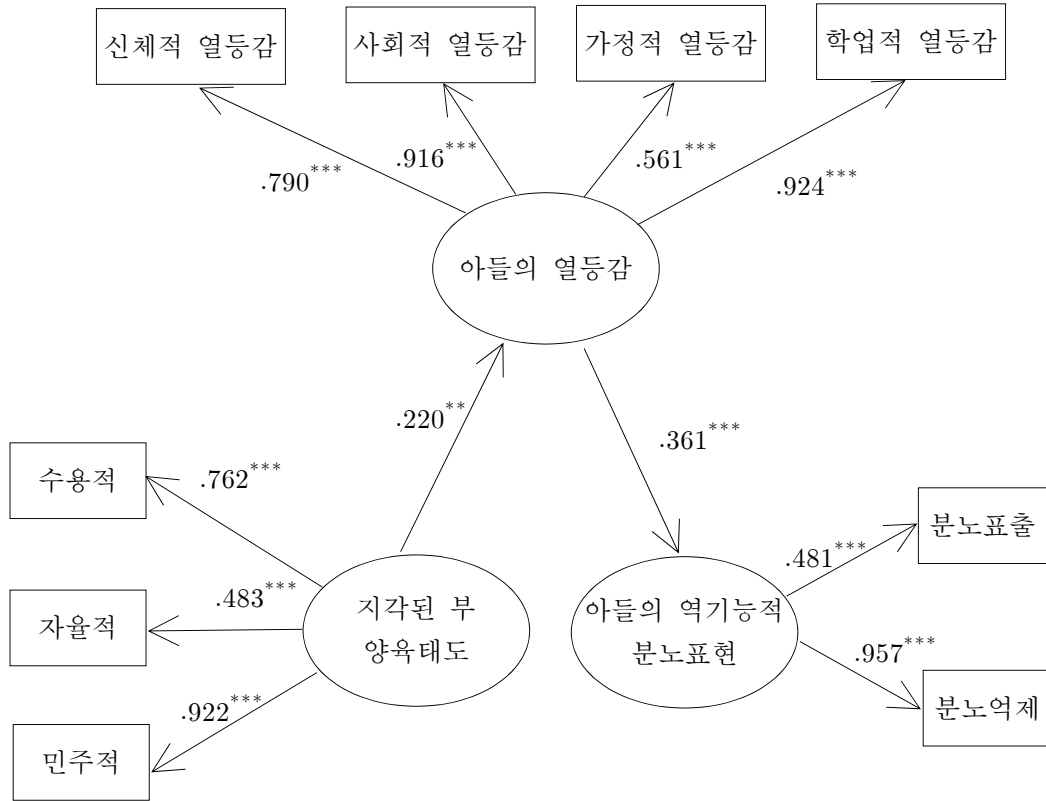 신체적 열등감
사회적 열등감
가정적 열등감
학업적 열등감
.790***
.916***
.561***
.924***
아들의 열등감
.220**
.361***
수용적
.762***
자율적
.483***
민주적
.922***
지각된 부
양육태도
아들의 역기능적
분노표현
.481***
분노표출
.957***
분노억제